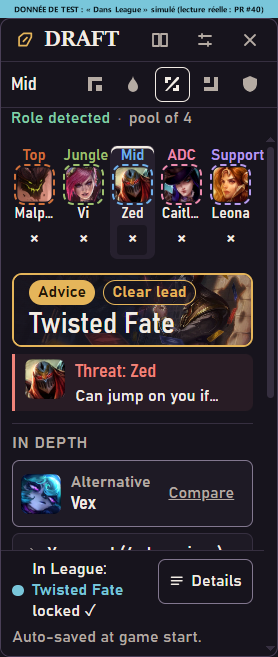 DONNÉE DE TEST : « Dans League » simulé (lecture réelle : PR #40)
DRAFT
Mid
Role detected · pool of 4
Top Jungle Mid ADC Support
Malp… Vi Zed Caitl… Leona
Advice Clear lead
Twisted Fate
Threat: Zed
Can jump on you if…
IN DEPTH
Alternative
Vex
Compare
In League:
Twisted Fate
locked ✓
Details
Auto-saved at game start.